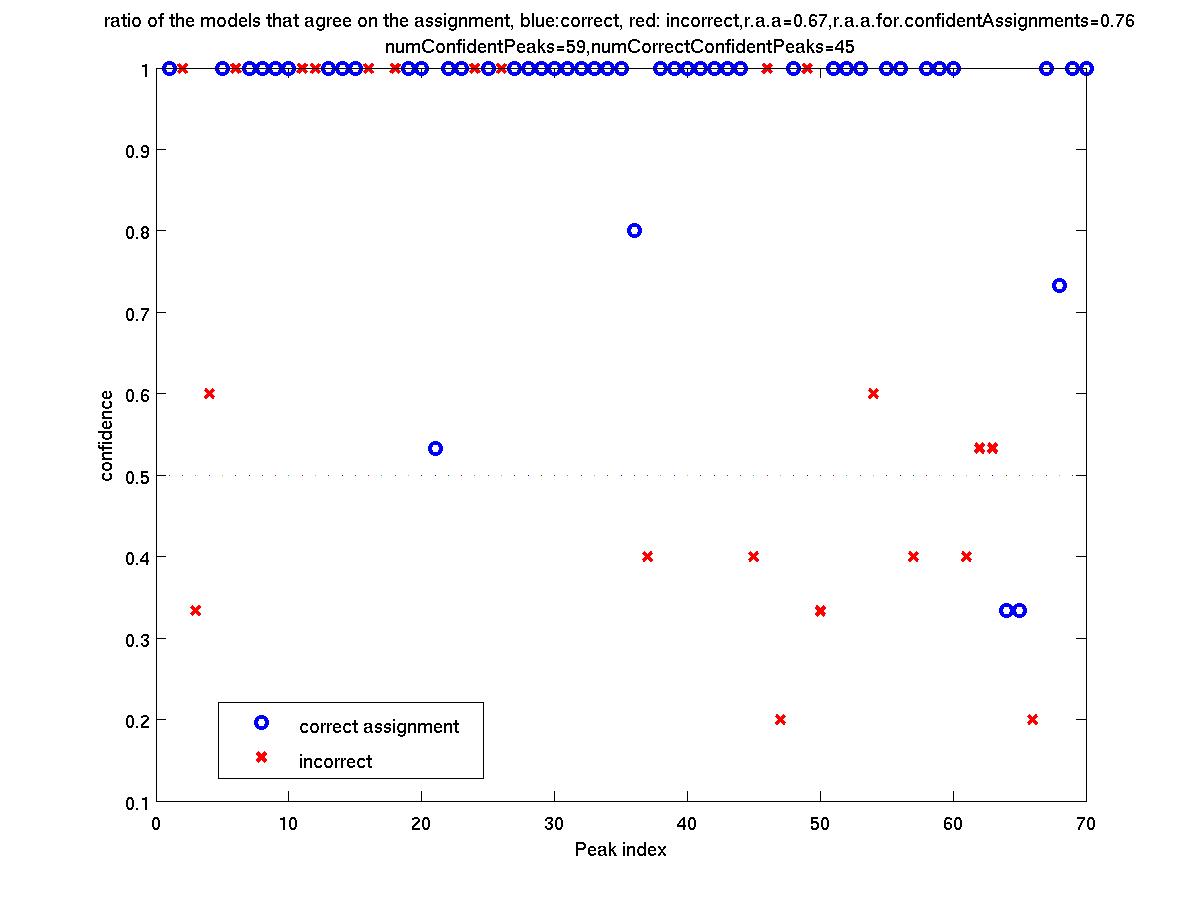 ratio of the models that agree on the assignment, blue:correct, red: incorrect,r.a.a=0.67,r.a.a.for.confidentAssignments=0.76
numConfidentPeaks=59,numCorrectConfidentPeaks=45
1
0.9
0.8
0.7
0.6
0.5
0.4
0.3
0.2
0.1
confidence
correct assignment
incorrect
0 10 20 30 40 50 60 70
Peak index